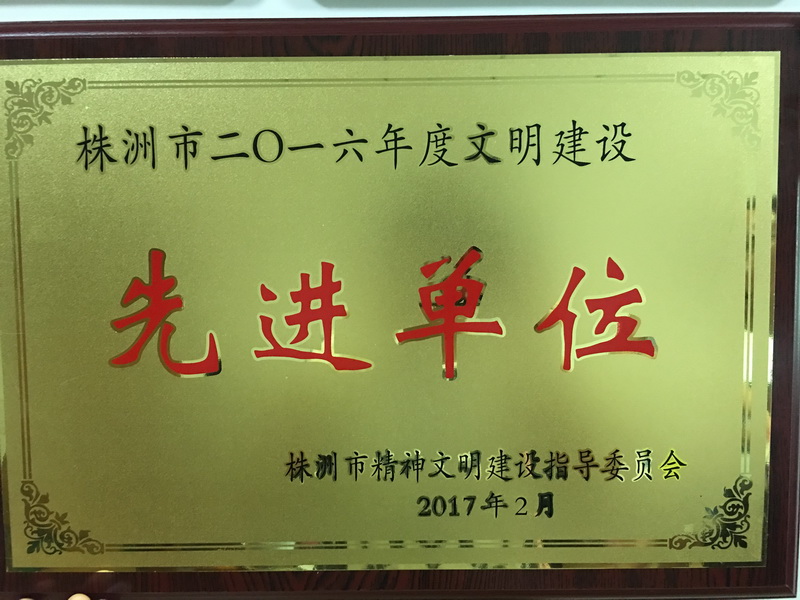 株洲市二〇一六年度文明建设
先进单位
株洲市精神文明建设指导委员会
2017年2月